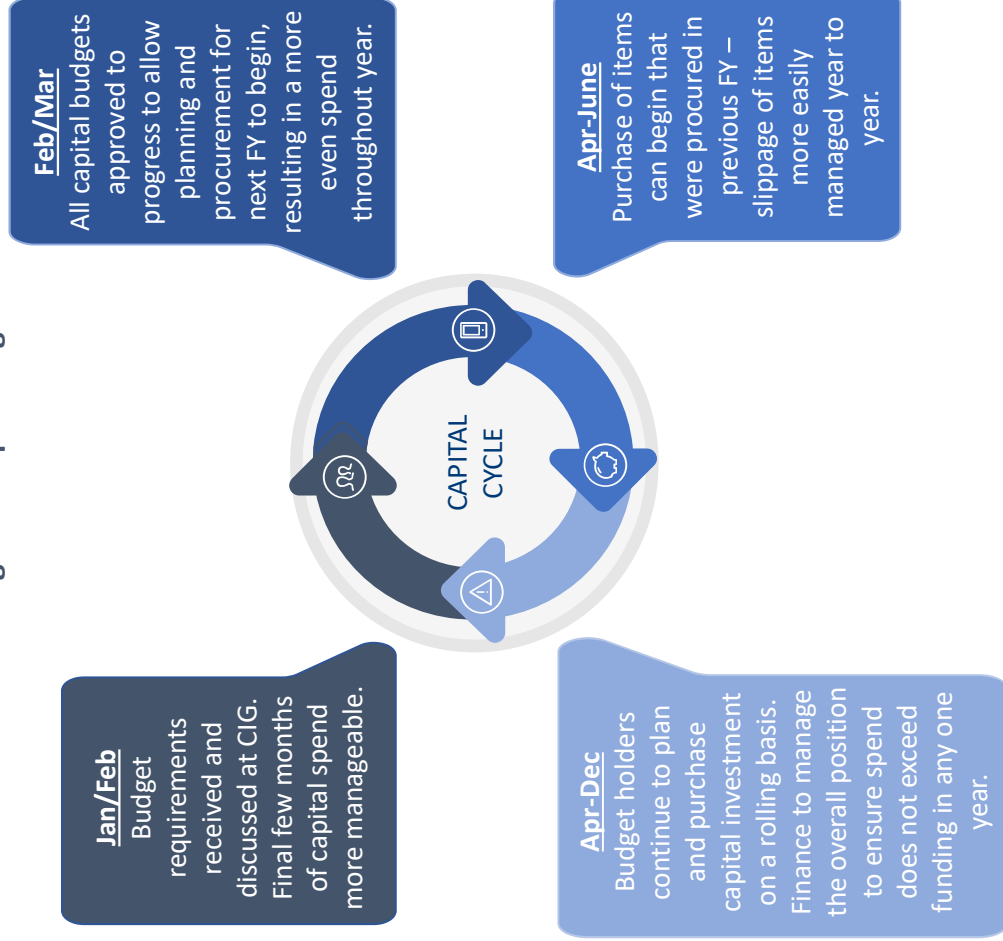 Jan/Feb
Budget
requirements
received and
discussed at CIG.
Final few months
of capital spend
more manageable.
Feb/Mar
All capital budgets
approved to
progress to allow
planning and
procurement for
next FY to begin,
resulting in a more
even spend
throughout year.
CAPITAL
CYCLE
Apr-Dec
Budget holders
continue to plan
and purchase
capital investment
on a rolling basis.
Finance to manage
the overall position
to ensure spend
does not exceed
funding in any one
year.
Apr-June
Purchase of items
can begin that
were procured in
previous FY –
slippage of items
more easily
managed year to
year.